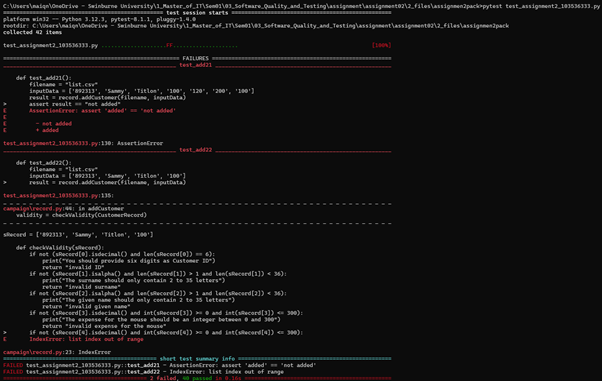 C:\Users\maiqn\OneDrive - Swinburne University\1_Master_of_IT\Sem01\03_Software_Quality_and_Testing\assignment\assignment02\2_files\assignmen2pack>pytest test_assignment2_103536333.py
============================= test session starts =============================
platform win32 -- Python 3.12.3, pytest-8.1.1, pluggy-1.4.0
rootdir: C:\Users\maiqn\OneDrive - Swinburne University\1_Master_of_IT\Sem01\03_Software_Quality_and_Testing\assignment\assignment02\2_files\assignmen2pack
collected 42 items
test_assignment2_103536333.py ....................FF.................... [100%]
================================== FAILURES ===================================
_________________________________ test_add21 __________________________________
def test_add21():
filename = "list.csv"
inputData = ['892313', 'Sammy', 'Titlon', '100', '120', '200', '100']
result = record.addCustomer(filename, inputData)
> assert result == "not added"
E AssertionError: assert 'added' == 'not added'
E
E - not added
E + added
test_assignment2_103536333.py:130: AssertionError
_________________________________ test_add22 __________________________________
def test_add22():
filename = "list.csv"
inputData = ['892313', 'Sammy', 'Titlon', '100']
> result = record.addCustomer(filename, inputData)
test_assignment2_103536333.py:135:
_ _ _ _ _ _ _ _ _ _ _ _ _ _ _ _ _ _ _ _ _ _ _ _ _ _ _ _ _ _ _ _ _ _ _ _ _ _ _ _
campaign\record.py:44: in addCustomer
validity = checkValidity(CustomerRecord)
_ _ _ _ _ _ _ _ _ _ _ _ _ _ _ _ _ _ _ _ _ _ _ _ _ _ _ _ _ _ _ _ _ _ _ _ _ _ _ _
sRecord = ['892313', 'Sammy', 'Titlon', '100']
def checkValidity(sRecord):
if not (sRecord[0].isdecimal() and len(sRecord[0]) == 6):
print("You should provide six digits as Customer ID")
return "invalid ID"
if not (sRecord[1].isalpha() and len(sRecord[1]) > 1 and len(sRecord[1]) < 36):
print("The surname should only contain 2 to 35 letters")
return "invalid surname"
if not (sRecord[2].isalpha() and len(sRecord[2]) > 1 and len(sRecord[2]) < 36):
print("The given name should only contain 2 to 35 letters")
return "invalid given name"
if not (sRecord[3].isdecimal() and int(sRecord[3]) >= 0 and int(sRecord[3]) <= 300):
print("The expense for the mouse should be an integer between 0 and 300")
return "invalid expense for the mouse"
> if not (sRecord[4].isdecimal() and int(sRecord[4]) >= 0 and int(sRecord[4]) <= 300):
E IndexError: list index out of range
campaign\record.py:23: IndexError
=========================== short test summary info ===========================
FAILED test_assignment2_103536333.py::test_add21 - AssertionError: assert 'added' == 'not added'
FAILED test_assignment2_103536333.py::test_add22 - IndexError: list index out of range
2 failed, 40 passed in